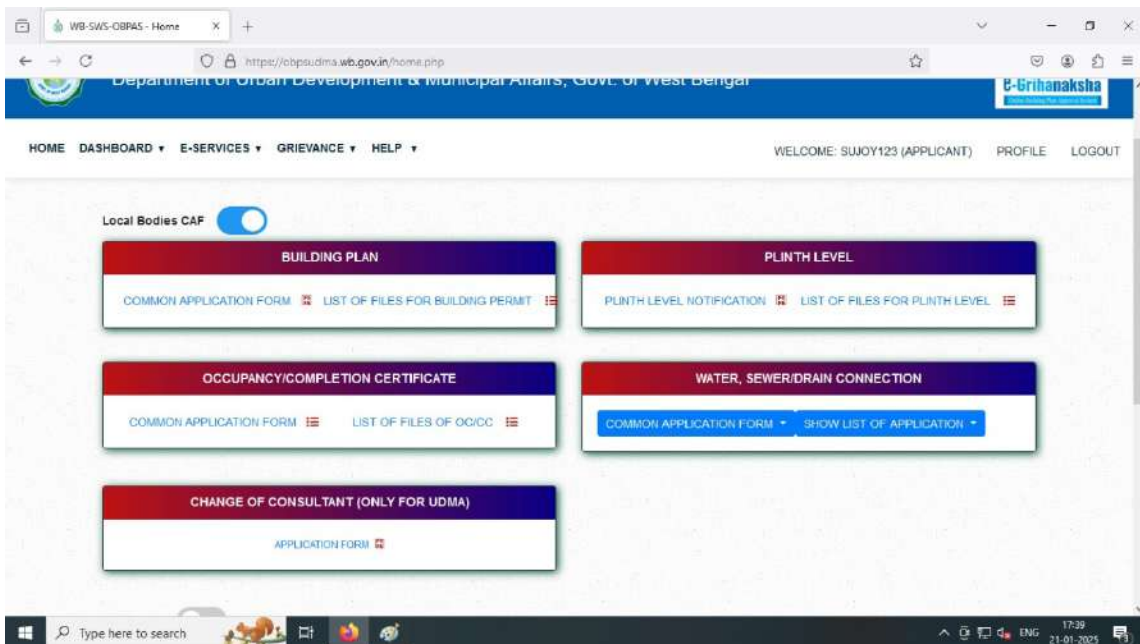 WB-SWS-OBPAS - Home
https://obpsudma.wb.gov.in/home.php
Department of Urban Development & Municipal Affairs, Govt. of West Bengal
e-Grihanaksha
HOME DASHBOARD E-SERVICES GRIEVANCE HELP WELCOME: SUJOY123 (APPLICANT) PROFILE LOGOUT
Local Bodies CAF
BUILDING PLAN
COMMON APPLICATION FORM LIST OF FILES FOR BUILDING PERMIT
PLINTH LEVEL
PLINTH LEVEL NOTIFICATION LIST OF FILES FOR PLINTH LEVEL
OCCUPANCY/COMPLETION CERTIFICATE
COMMON APPLICATION FORM LIST OF FILES OF OC/CC
WATER, SEWER/DRAIN CONNECTION
COMMON APPLICATION FORM SHOW LIST OF APPLICATION
CHANGE OF CONSULTANT (ONLY FOR UDMA)
APPLICATION FORM
Type here to search
ENG
17:39
21-01-2025